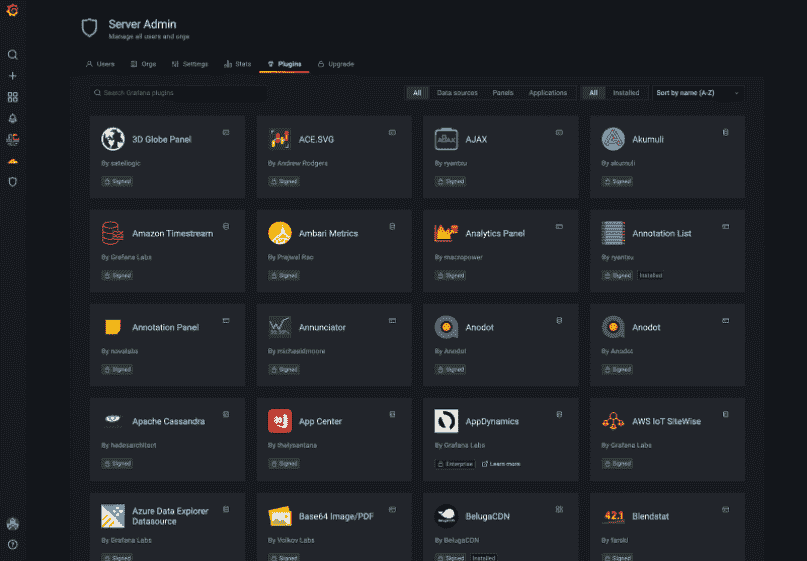 Server Admin
Manage all users and orgs
Users Orgs Settings Stats Plugins Upgrade
Search Grafana plugins
All Data sources Panels Applications All Installed Sort by name (A-Z)
3D Globe Panel
By satellogic
Signed
ACE.SVG
By Andrew Rodgers
Signed
AJAX
By ryantxu
Signed
Akumuli
By akumuli
Signed
Amazon Timestream
By Grafana Labs
Signed
Ambari Metrics
By Prajwal Rao
Signed
Analytics Panel
By macropower
Signed
Annotation List
By ryantxu
Signed Installed
Annotation Panel
By novalabs
Signed
Annunciator
By michaeldmoore
Signed
Anodot
By Anodot
Signed
Anodot
By Anodot
Signed
Apache Cassandra
By hadesarchitect
Signed
App Center
By thelysantana
Signed
AppDynamics
By Grafana Labs
Enterprise Learn more
AWS IoT SiteWise
By Grafana Labs
Signed
Azure Data Explorer
Datasource
By Grafana Labs
Signed
Base64 Image/PDF
By Volkov Labs
Signed
BelugaCDN
By BelugaCDN
Signed Installed
42.1
Blendstat
By farski
Signed